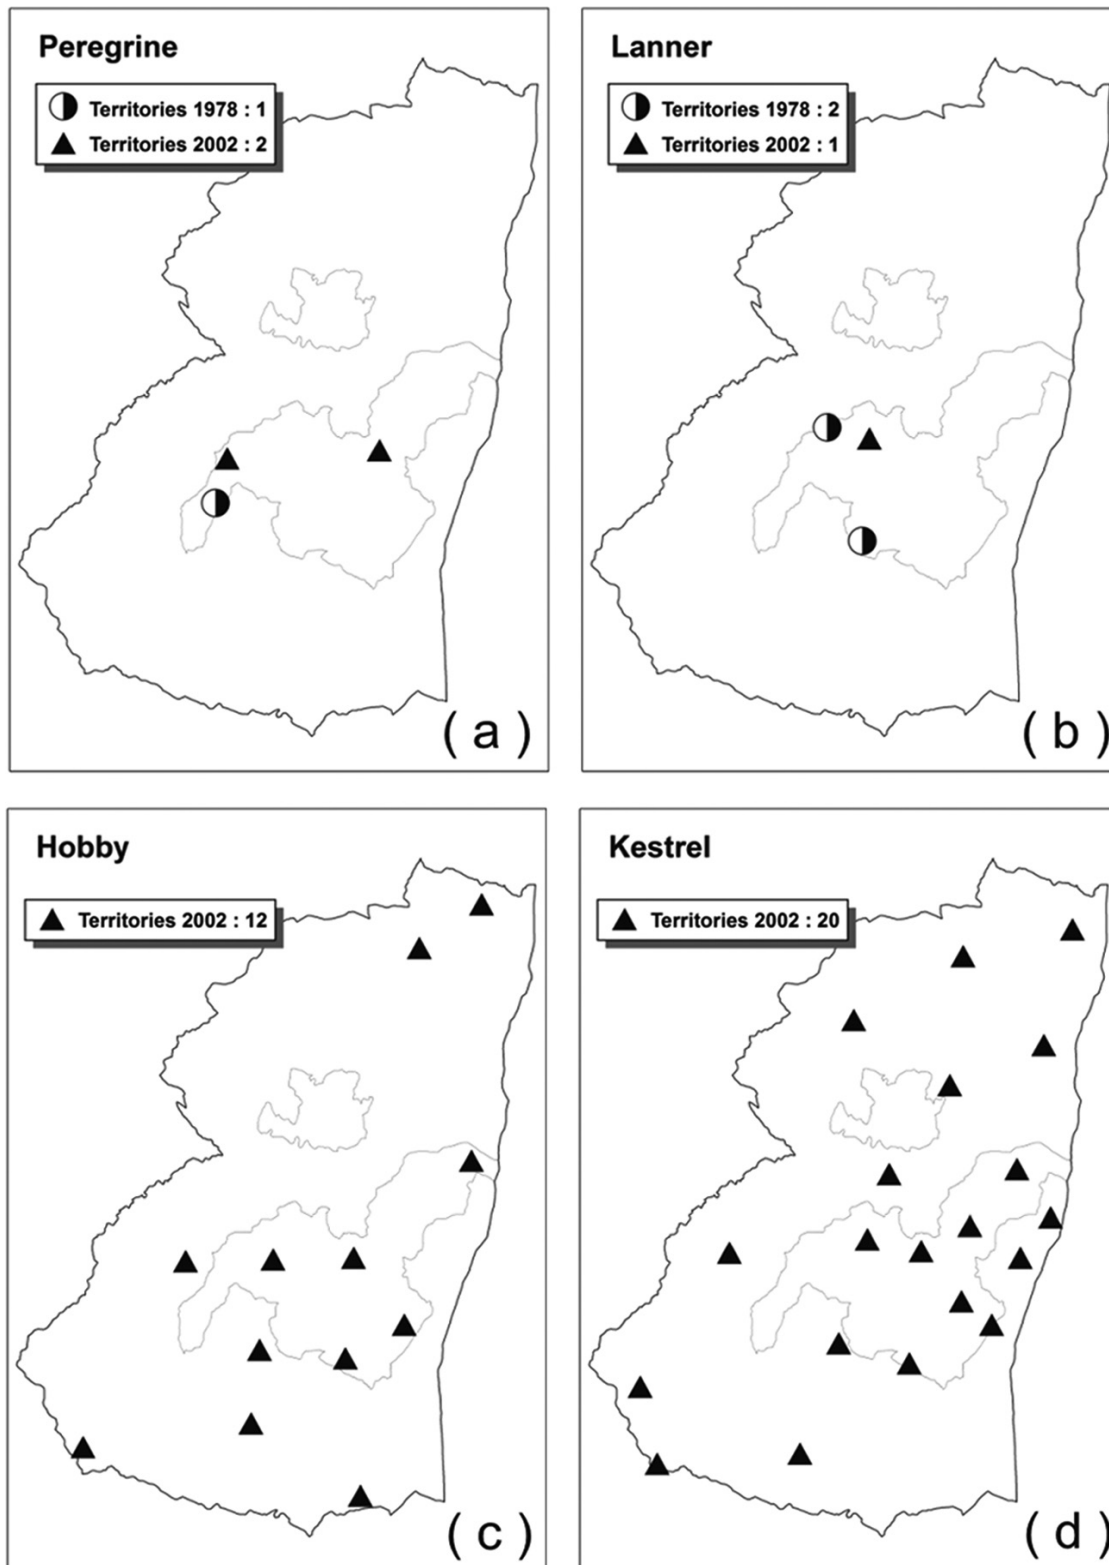 Peregrine
Territories 1978 : 1
Territories 2002 : 2
( a )
Lanner
Territories 1978 : 2
Territories 2002 : 1
( b )
Hobby
Territories 2002 : 12
( c )
Kestrel
Territories 2002 : 20
( d )